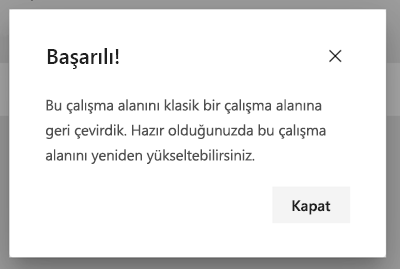 Başarılı!
Bu çalışma alanını klasik bir çalışma alanına
geri çevirdik. Hazır olduğunuzda bu çalışma
alanını yeniden yükseltebilirsiniz.
Kapat